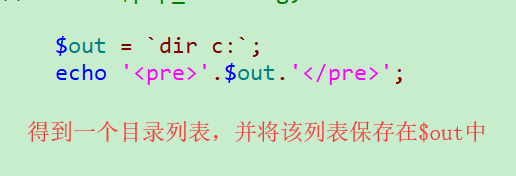 $out = `dir c:`;
echo '<pre>'.$out.'</pre>';
得到一个目录列表，并将该列表保存在$out中